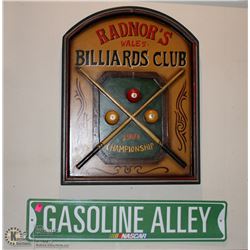 RADNOR'S
WALES
BILLIARDS CLUB
CHAMPIONSHIP
GASOLINE ALLEY
NASCAR